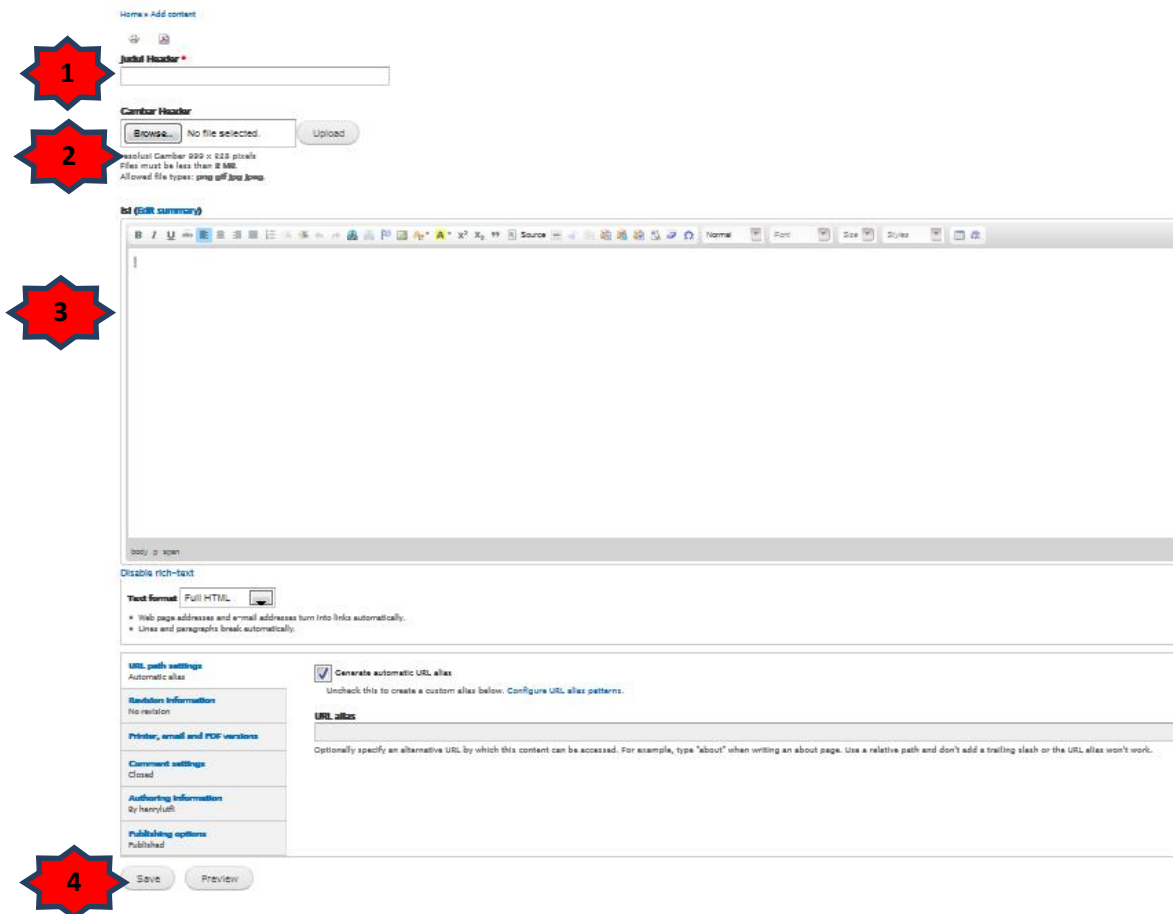 Home » Add content
Judul Header *
1
Gambar Header
Browse.. No file selected. Upload
2
resolusi Gambar 999 x 223 pixels
Files must be less than 2 MB.
Allowed file types: png gif jpg jpeg.
Isi (Edit summary)
B I U abc Source Normal Font Size Styles
3
body p span
Disable rich-text
Text format Full HTML
Web page addresses and e-mail addresses turn into links automatically.
Lines and paragraphs break automatically.
URL path settings
Automatic alias
Revision information
No revision
Printer, email and PDF versions
Comment settings
Closed
Authoring information
By henrylutfi
Publishing options
Published
Generate automatic URL alias
Uncheck this to create a custom alias below. Configure URL alias patterns.
URL alias
Optionally specify an alternative URL by which this content can be accessed. For example, type "about" when writing an about page. Use a relative path and don't add a trailing slash or the URL alias won't work.
4
Save Preview